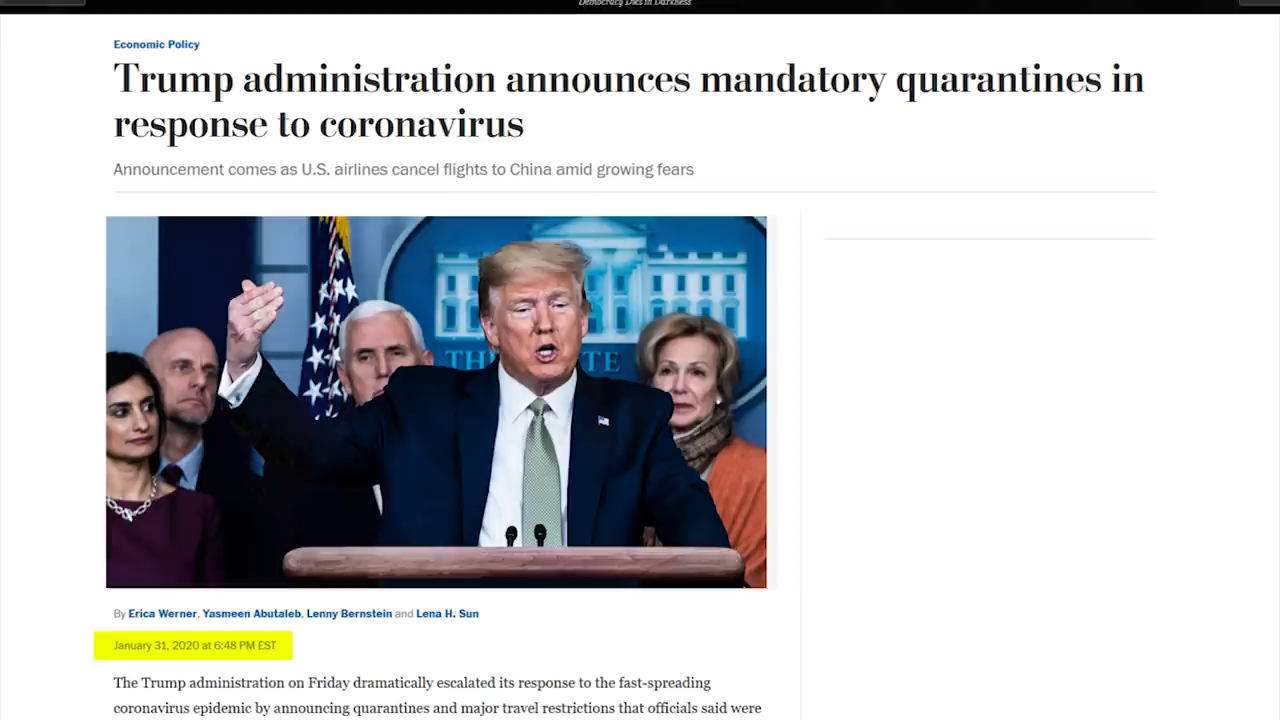 Democracy Dies in Darkness
Economic Policy
Trump administration announces mandatory quarantines in
response to coronavirus
Announcement comes as U.S. airlines cancel flights to China amid growing fears
TH TE
By Erica Werner, Yasmeen Abutaleb, Lenny Bernstein and Lena H. Sun
January 31, 2020 at 6:48 PM EST
The Trump administration on Friday dramatically escalated its response to the fast-spreading
coronavirus epidemic by announcing quarantines and major travel restrictions that officials said were